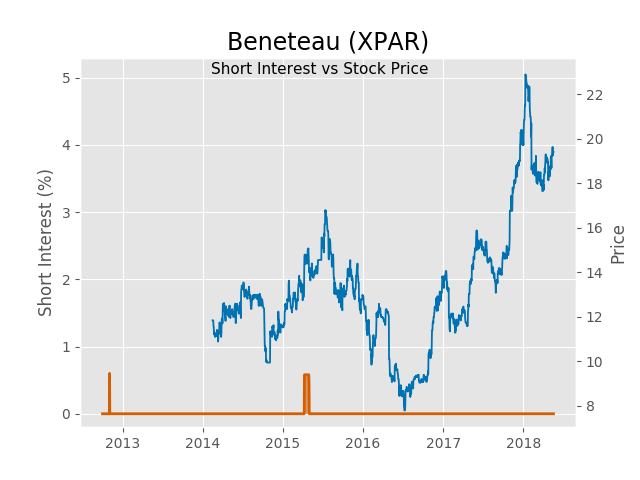 Beneteau (XPAR)
Short Interest vs Stock Price
Short Interest (%)
5
4
3
2
1
0
22
20
18
16
14
12
10
8
Price
2013 2014 2015 2016 2017 2018